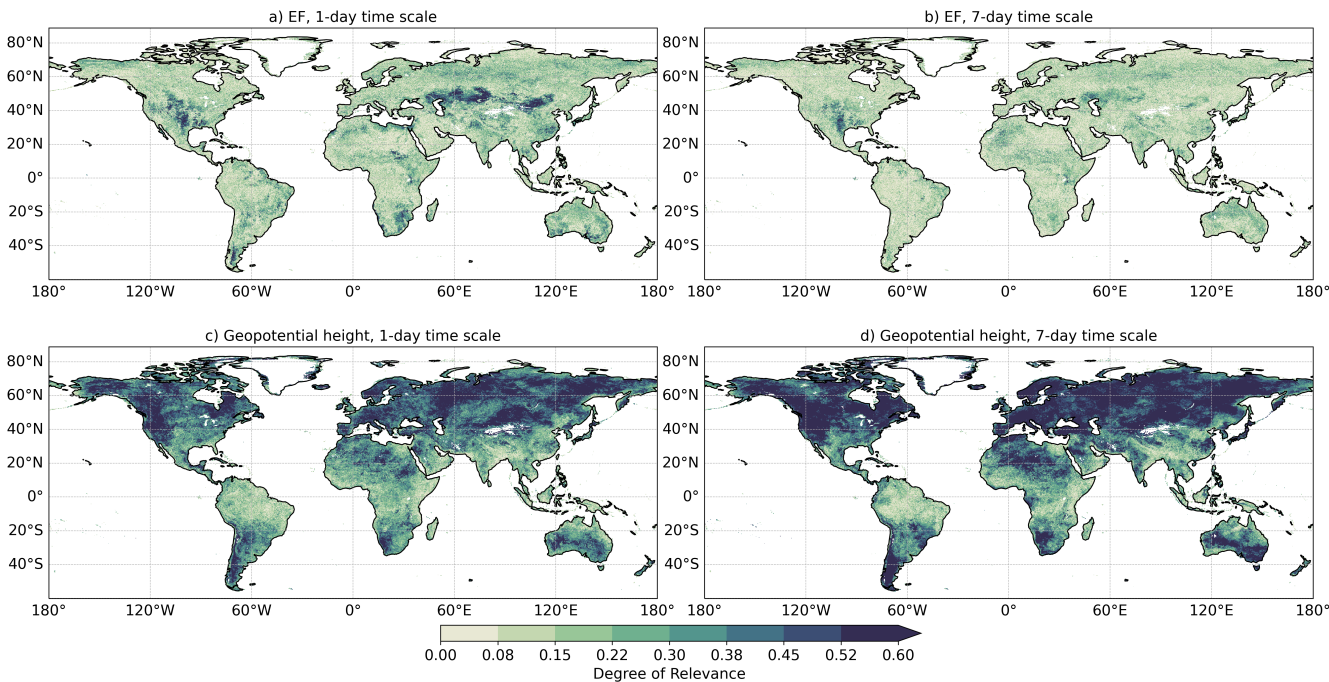 a) EF, 1-day time scale
b) EF, 7-day time scale
80°N
60°N
40°N
20°N
0°
20°S
40°S
180°
120°W
60°W
0°
60°E
120°E
180°
80°N
60°N
40°N
20°N
0°
20°S
40°S
180°
120°W
60°W
0°
60°E
120°E
180°
c) Geopotential height, 1-day time scale
d) Geopotential height, 7-day time scale
80°N
60°N
40°N
20°N
0°
20°S
40°S
180°
120°W
60°W
0°
60°E
120°E
180°
80°N
60°N
40°N
20°N
0°
20°S
40°S
180°
120°W
60°W
0°
60°E
120°E
180°
0.00 0.08 0.15 0.22 0.30 0.38 0.45 0.52 0.60
Degree of Relevance